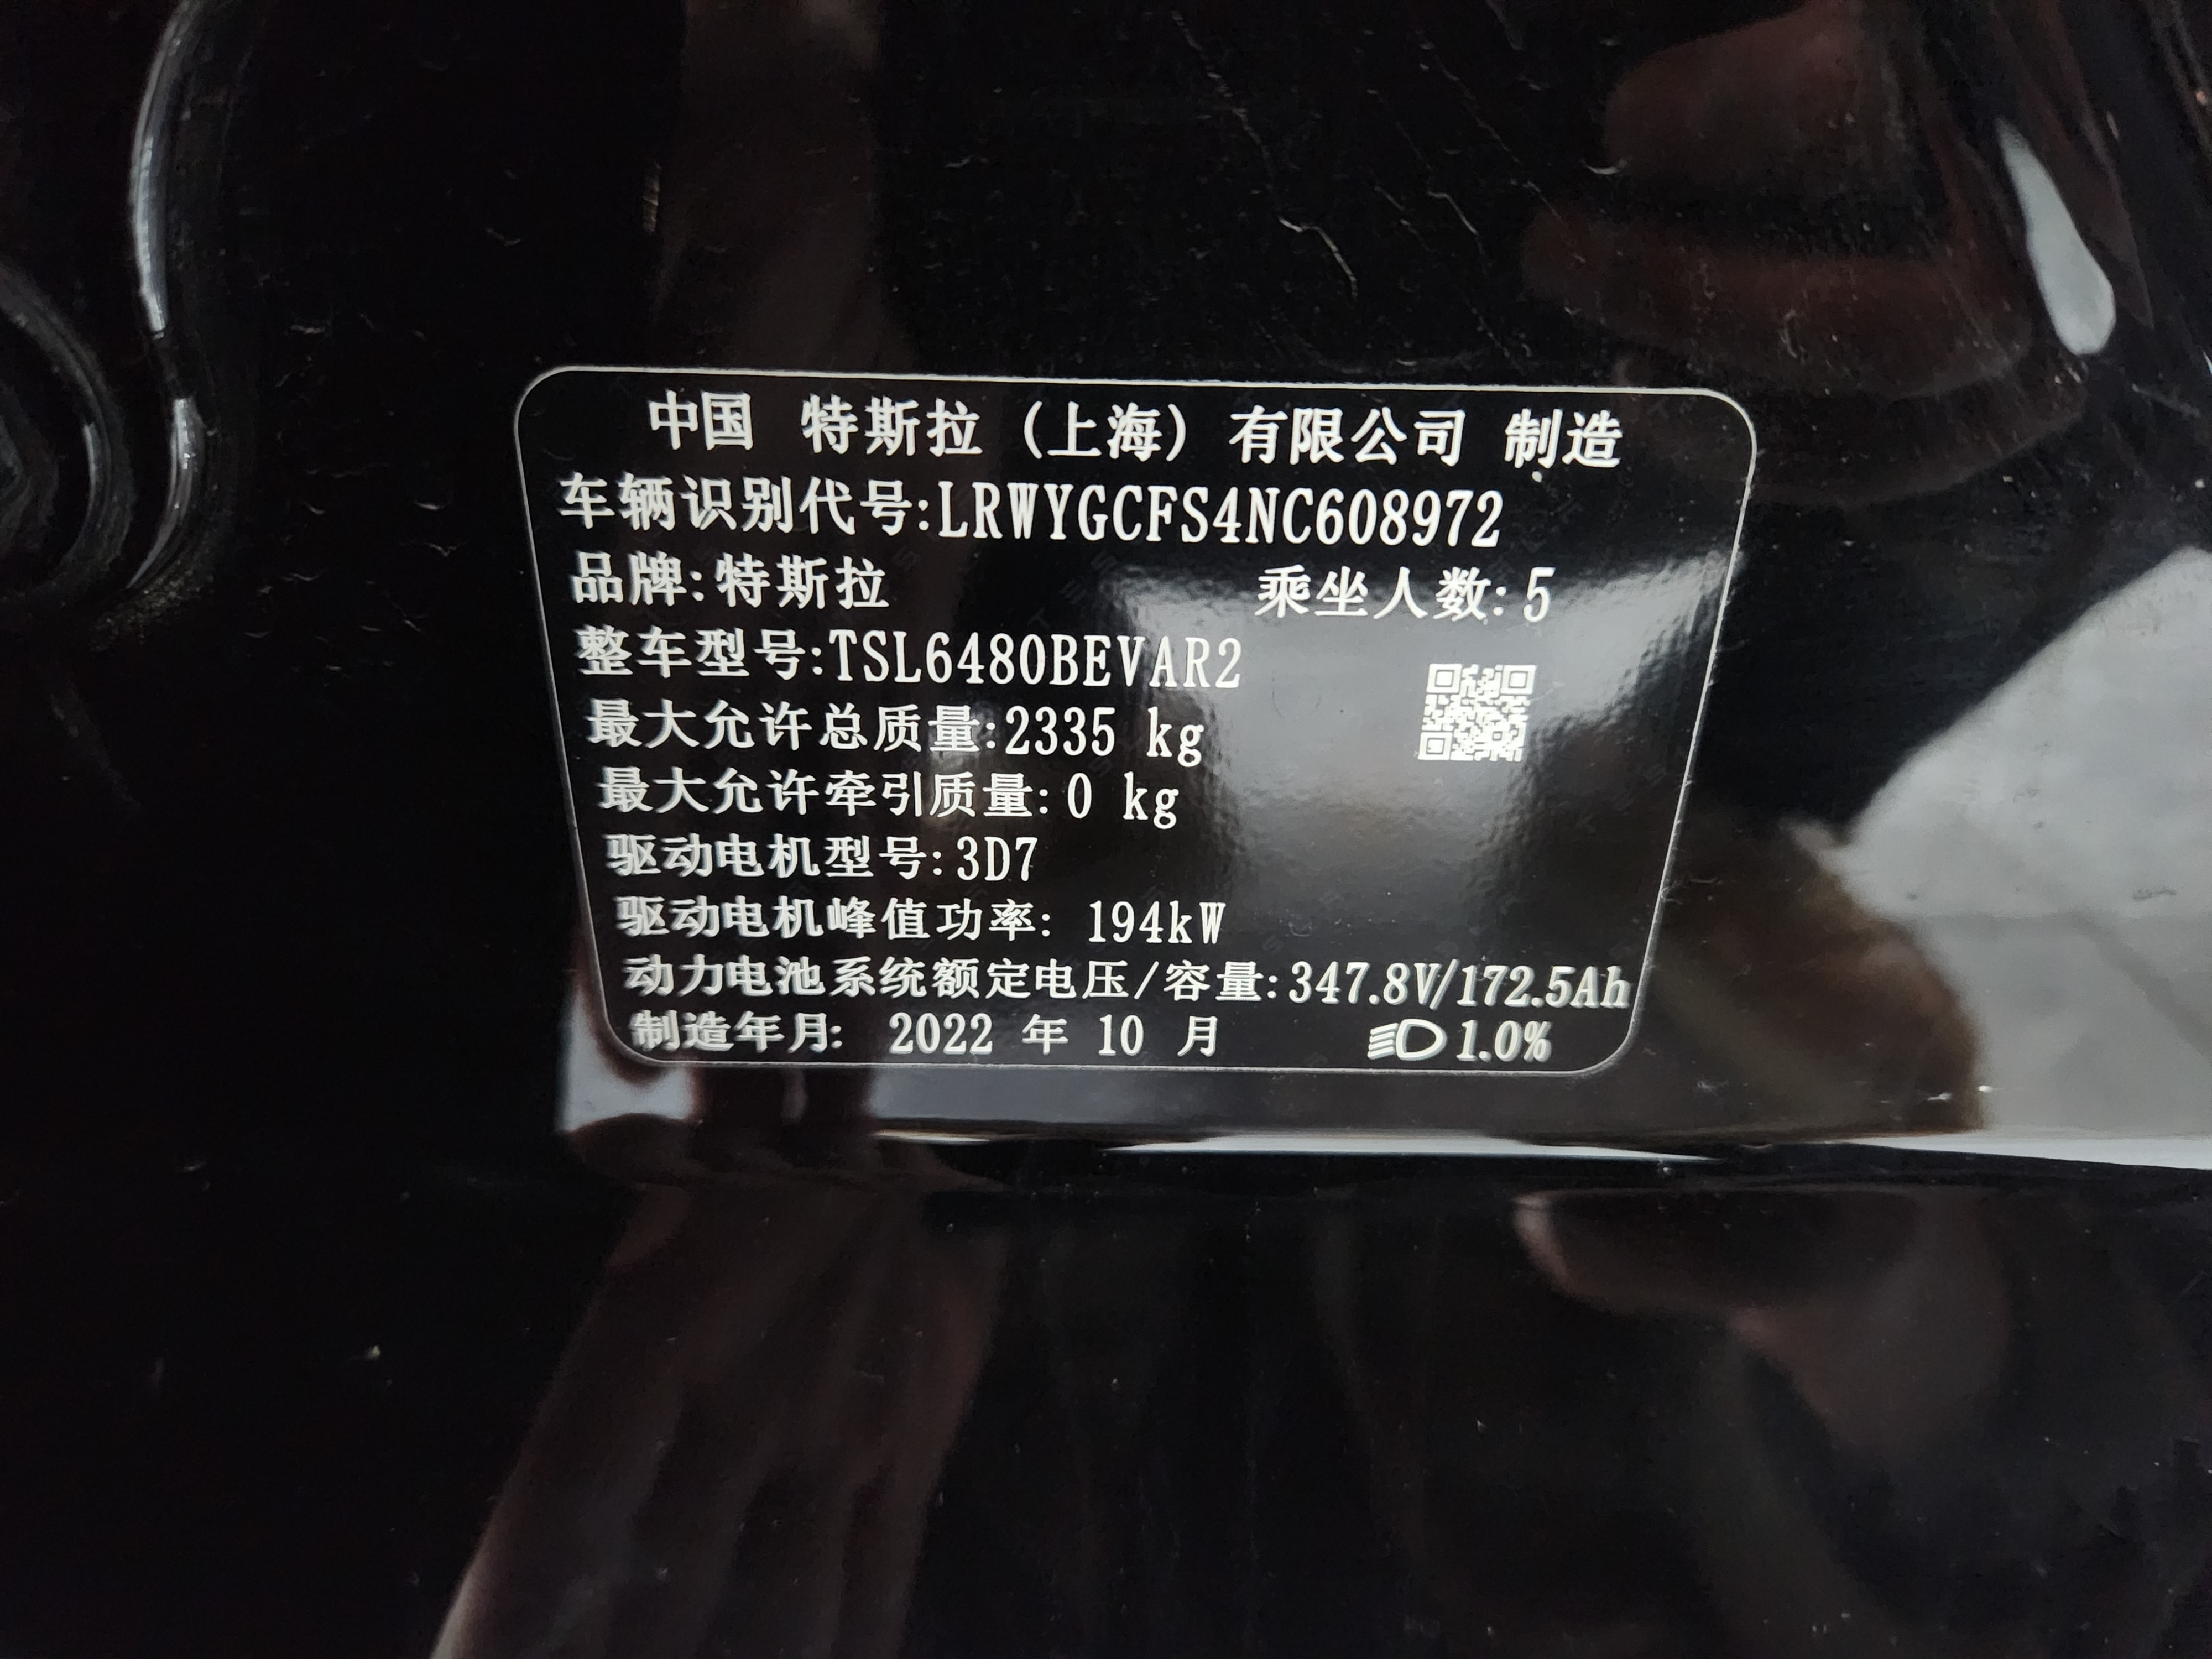 中国 特斯拉（上海）有限公司 制造
车辆识别代号:LRWYGCFS4NC608972
品牌:特斯拉 乘坐人数:5
整车型号:TSL6480BEVAR2
最大允许总质量:2335 kg
最大允许牵引质量:0 kg
驱动电机型号:3D7
驱动电机峰值功率: 194kW
动力电池系统额定电压/容量:347.8V/172.5Ah
制造年月: 2022 年 10 月 1.0%